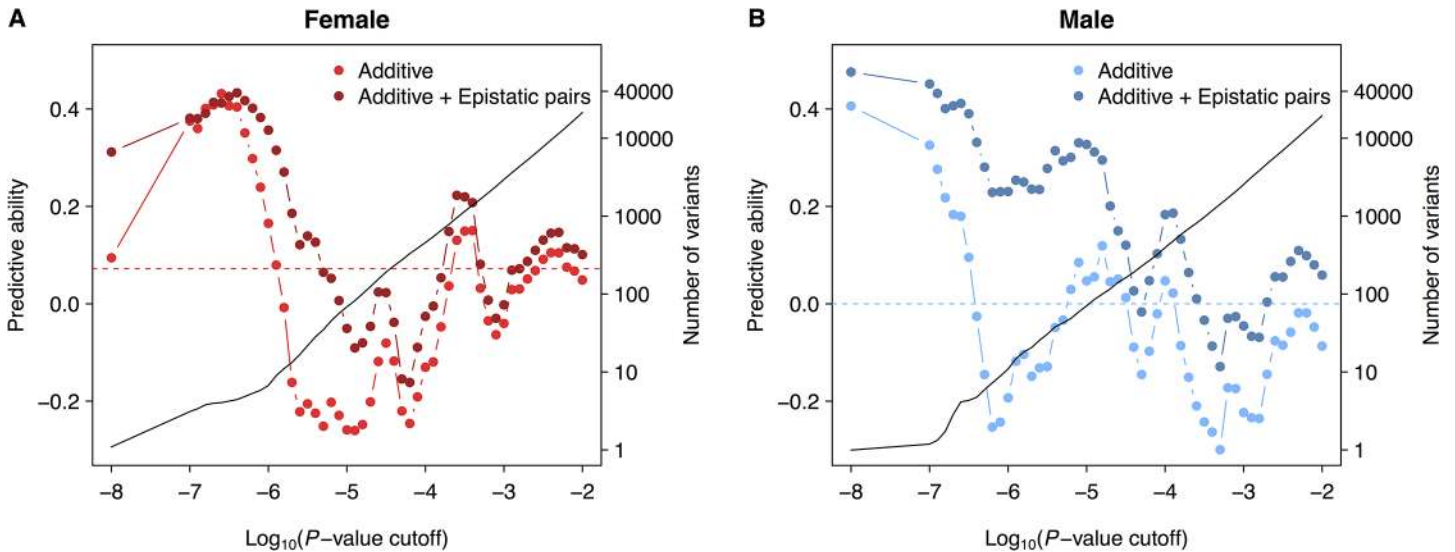 A
Female
Additive
Additive + Epistatic pairs
Predictive ability
0.4
0.2
0.0
−0.2
40000
10000
1000
100
10
1
Number of variants
−8 −7 −6 −5 −4 −3 −2
Log10(P−value cutoff)
B
Male
Additive
Additive + Epistatic pairs
Predictive ability
0.4
0.2
0.0
−0.2
40000
10000
1000
100
10
1
Number of variants
−8 −7 −6 −5 −4 −3 −2
Log10(P−value cutoff)